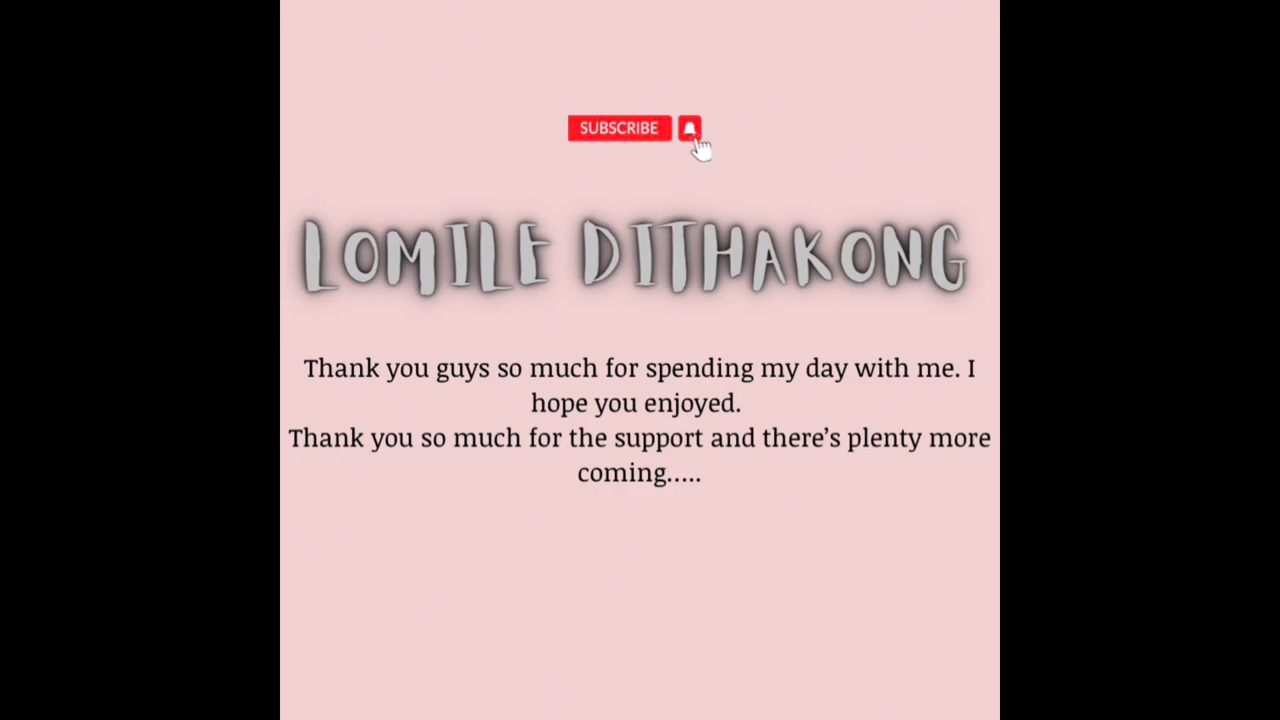 SUBSCRIBE
LOMILE DITHAKONG
Thank you guys so much for spending my day with me. I
hope you enjoyed.
Thank you so much for the support and there’s plenty more
coming.....